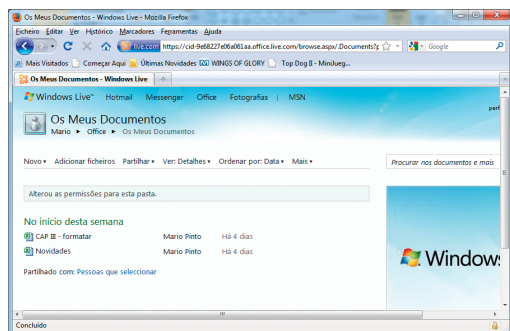 Os Meus Documentos - Windows Live - Mozilla Firefox
Ficheiro Editar Ver Histórico Marcadores Ferramentas Ajuda
live.com https://cid-9e68227e06a061aa.office.live.com/browse.aspx/.Documents?p Google
Mais Visitados Começar Aqui Últimas Novidades WINGS OF GLORY Top Dog II - MiniJueg...
Os Meus Documentos - Windows Live
Windows Live™ Hotmail Messenger Office Fotografias | MSN
perf
Os Meus Documentos
Mario ► Office ► Os Meus Documentos
Novo Adicionar ficheiros Partilhar Ver: Detalhes Ordenar por: Data Mais Procurar nos documentos e mais
Alterou as permissões para esta pasta.
No início desta semana
CAP III - formatar Mario Pinto Há 4 dias
Novidades Mario Pinto Há 4 dias
Windows
Partilhado com: Pessoas que seleccionar
Concluído